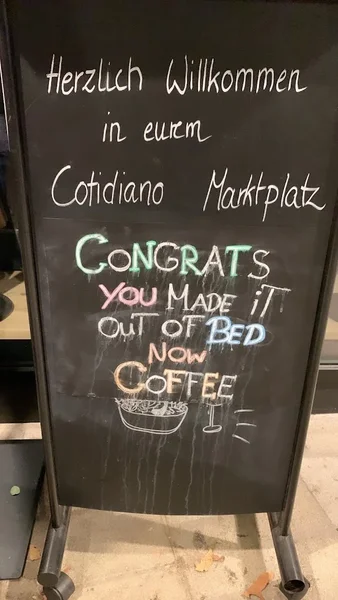 Herzlich Willkommen
in eurem
Cotidiano Marktplatz
CONGRATS
YOU MADE iT
OUT OF BED
NOW
COFFEE